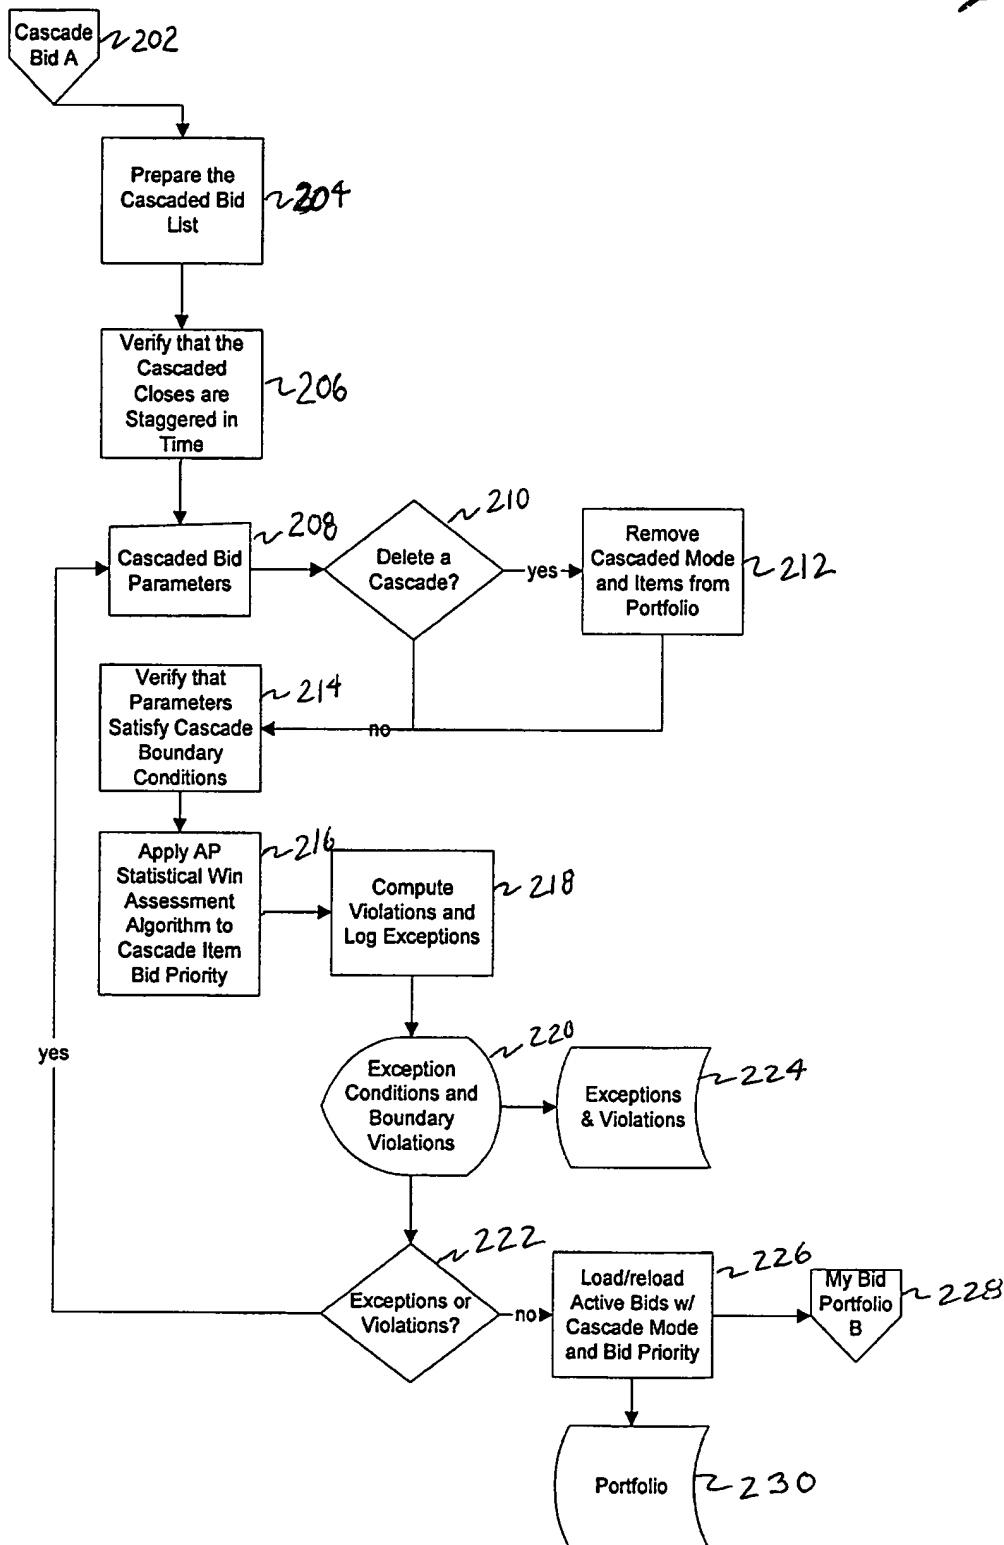 Cascade
Bid A
202
Prepare the
Cascaded Bid
List
204
Verify that the
Cascaded
Closes are
Staggered in
Time
206
Cascaded Bid
Parameters
208
Delete a
Cascade?
210
yes
Remove
Cascaded Mode
and Items from
Portfolio
212
Verify that
Parameters
Satisfy Cascade
Boundary
Conditions
214
no
Apply AP
Statistical Win
Assessment
Algorithm to
Cascade Item
Bid Priority
216
Compute
Violations and
Log Exceptions
218
Exception
Conditions and
Boundary
Violations
220
Exceptions
& Violations
224
yes
Exceptions or
Violations?
222
no
Load/reload
Active Bids w/
Cascade Mode
and Bid Priority
226
My Bid
Portfolio
B
228
Portfolio
230